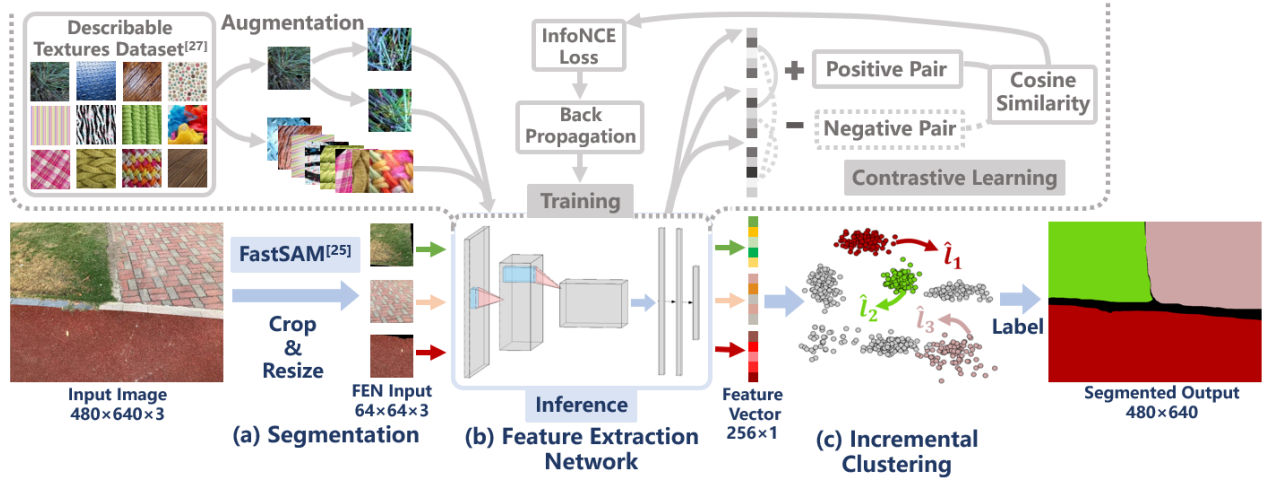 Describable
Textures Dataset[27]
Augmentation
InfoNCE
Loss
Back
Propagation
Training
+
Positive Pair
-
Negative Pair
Cosine
Similarity
Contrastive Learning
FastSAM[25]
Crop
&
Resize
Input Image
480×640×3
FEN Input
64×64×3
Inference
Feature
Vector
256×1
l̂1
l̂2
l̂3
Label
Segmented Output
480×640
(a) Segmentation
(b) Feature Extraction
Network
(c) Incremental
Clustering